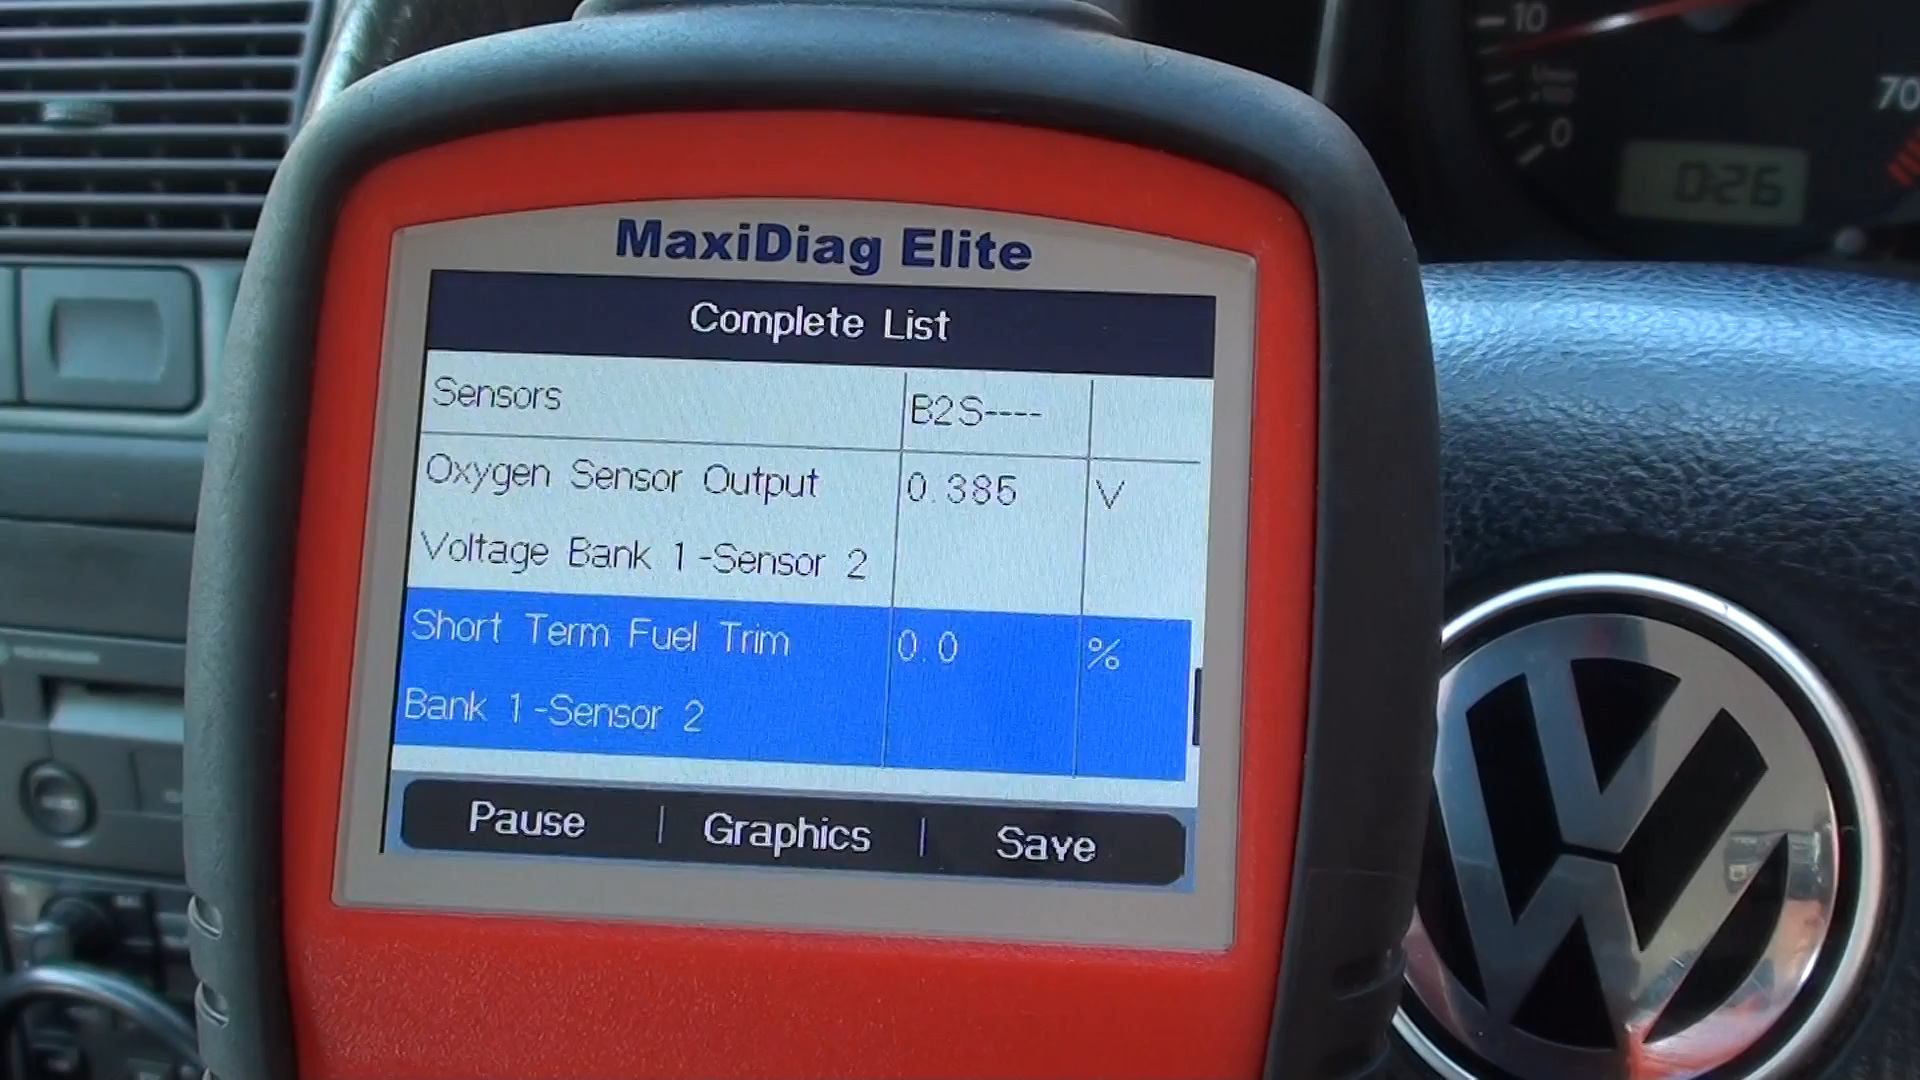 10
0
70
0:26
MaxiDiag Elite
Complete List
Sensors B2S----
Oxygen Sensor Output 0.385 V
Voltage Bank 1-Sensor 2
Short Term Fuel Trim 0.0 %
Bank 1-Sensor 2
Pause | Graphics | Save